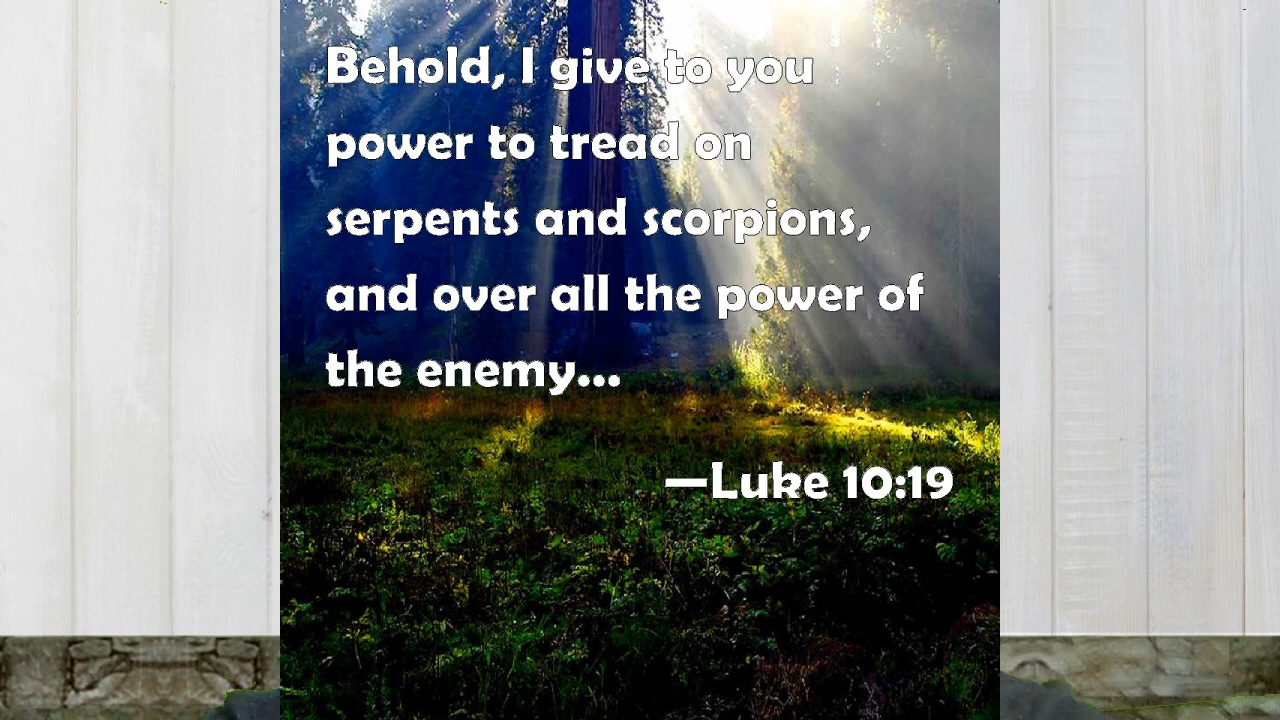 Behold, I give to you
power to tread on
serpents and scorpions,
and over all the power of
the enemy...
—Luke 10:19